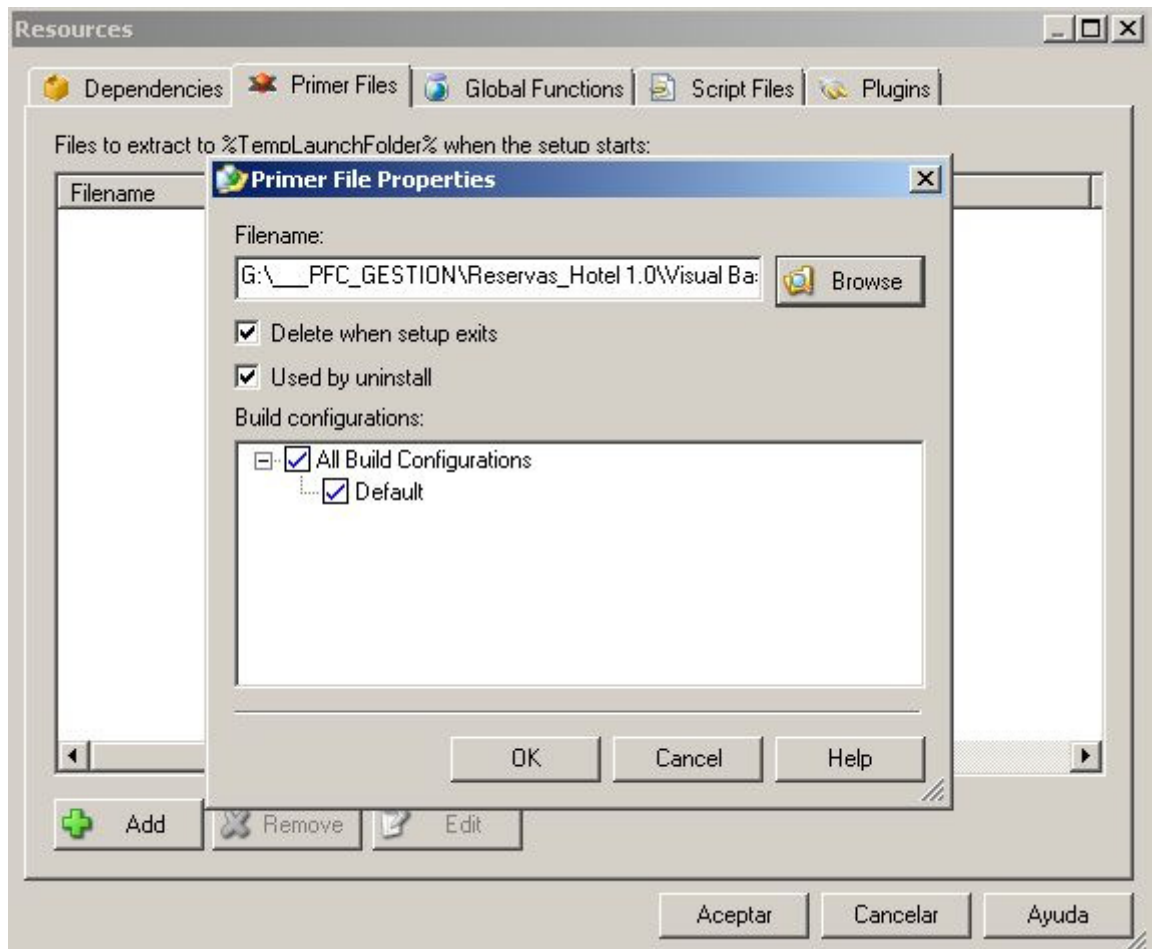 Resources
Dependencies Primer Files Global Functions Script Files Plugins
Files to extract to %TempLaunchFolder% when the setup starts:
Filename
Primer File Properties
Filename:
G:\___PFC_GESTION\Reservas_Hotel 1.0\Visual Ba
Browse
Delete when setup exits
Used by uninstall
Build configurations:
All Build Configurations
Default
OK Cancel Help
Add Remove Edit
Aceptar Cancelar Ayuda